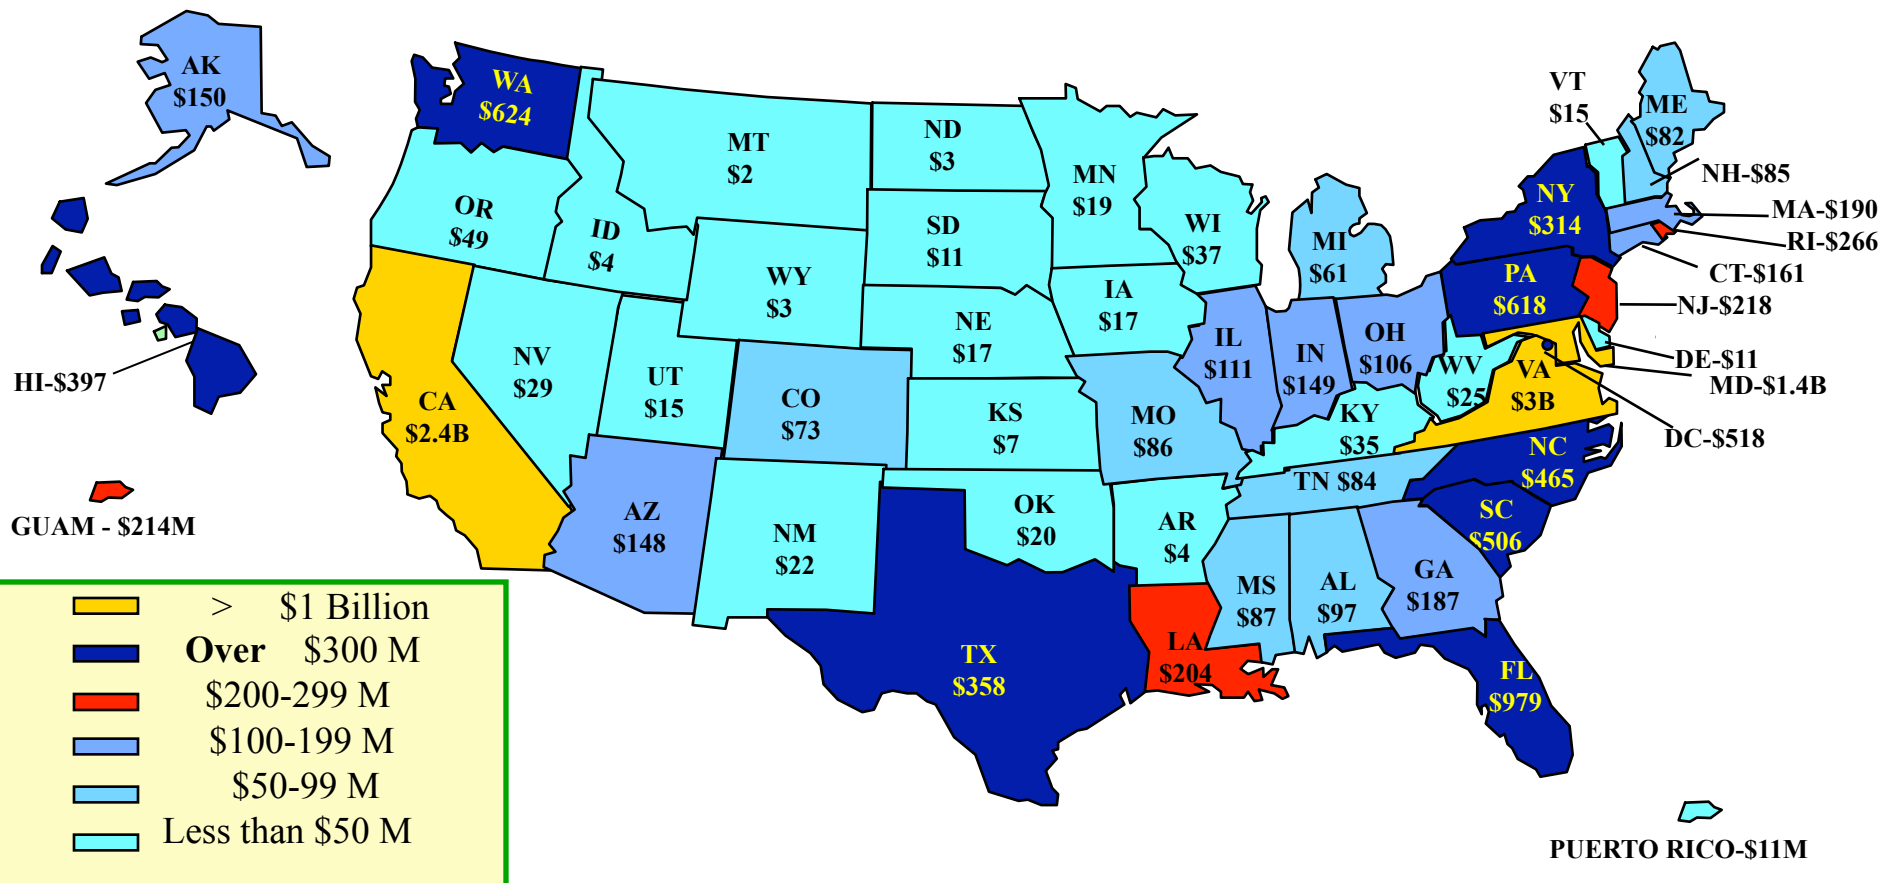 AK
$150
WA
$624
MT
$2
ND
$3
MN
$19
VT
$15
ME
$82
NH-$85
MA-$190
RI-$266
CT-$161
NJ-$218
DE-$11
MD-$1.4B
DC-$518
OR
$49
ID
$4
SD
$11
WI
$37
MI
$61
NY
$314
PA
$618
WY
$3
IA
$17
NE
$17
IL
$111
IN
$149
OH
$106
WV
$25
VA
$3B
HI-$397
NV
$29
UT
$15
CO
$73
KS
$7
MO
$86
KY
$35
CA
$2.4B
NC
$465
TN $84
SC
$506
GUAM - $214M
AZ
$148
NM
$22
OK
$20
AR
$4
MS
$87
AL
$97
GA
$187
TX
$358
LA
$204
FL
$979
> $1 Billion
Over $300 M
$200-299 M
$100-199 M
$50-99 M
Less than $50 M
PUERTO RICO-$11M